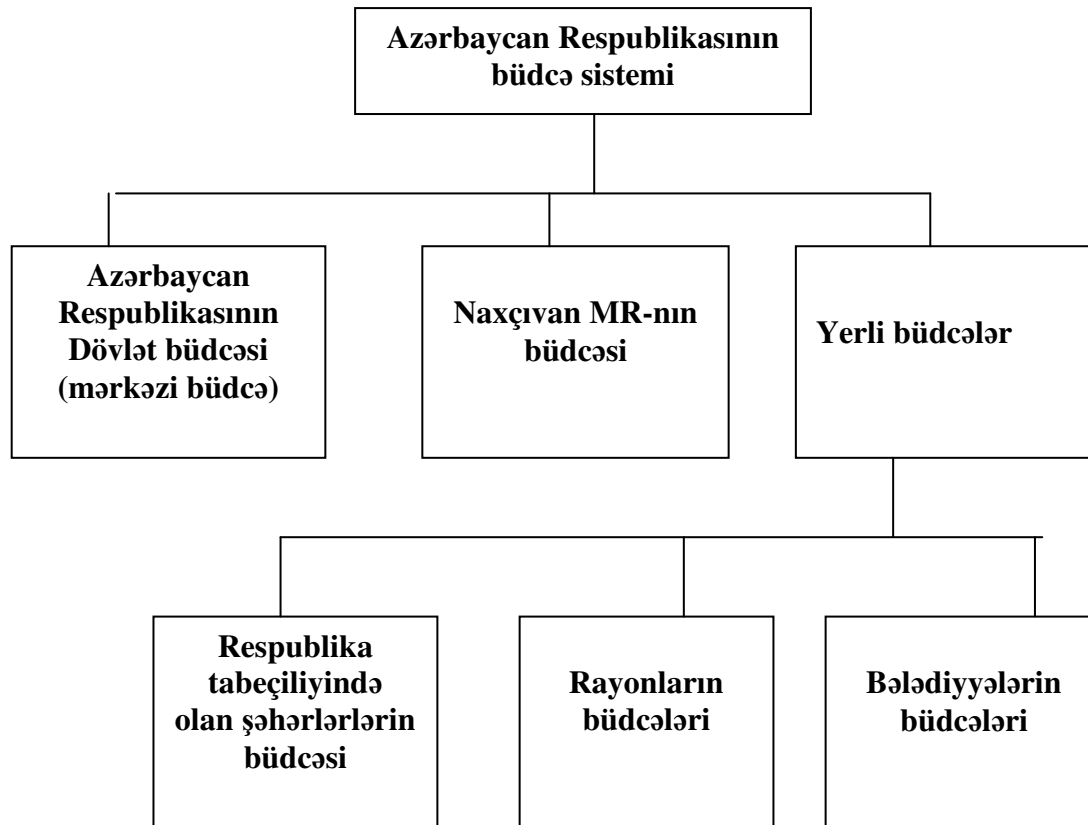 Azərbaycan Respublikasının
büdcə sistemi
Azərbaycan
Respublikasının
Dövlət büdcəsi
(mərkəzi büdcə)
Naxçıvan MR-nın
büdcəsi
Yerli büdcələr
Respublika
tabeçiliyində
olan şəhərlərlərin
büdcəsi
Rayonların
büdcələri
Bələdiyyələrin
büdcələri